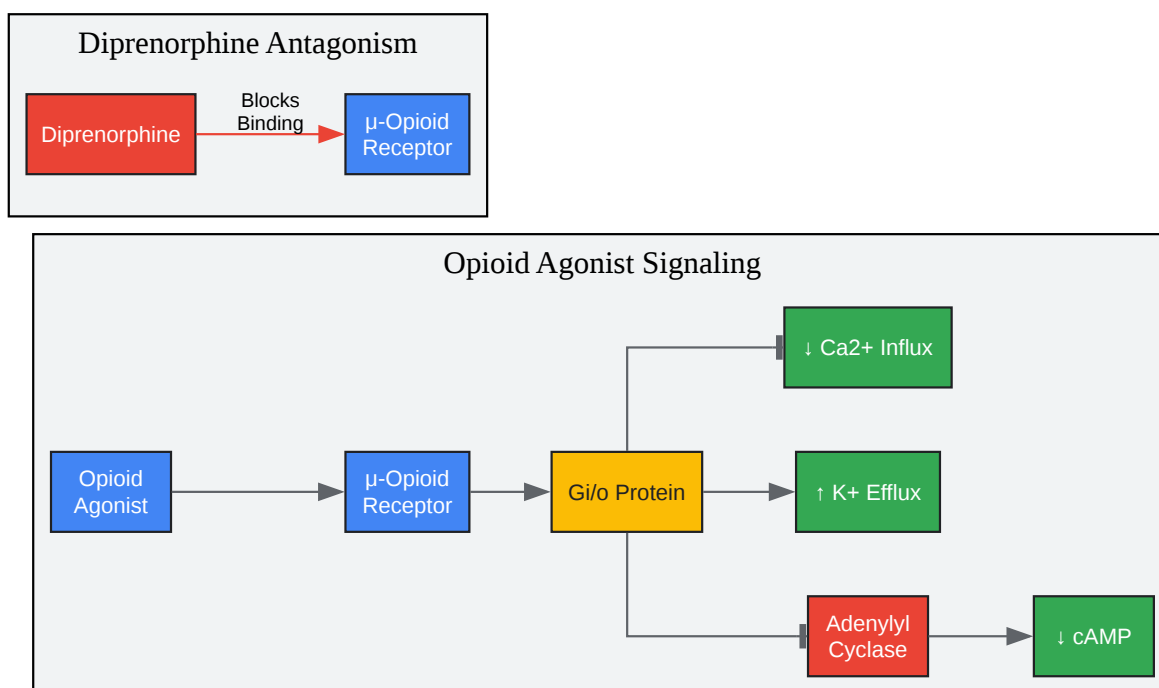 Diprenorphine Antagonism
Diprenorphine
Blocks
Binding
μ-Opioid
Receptor
Opioid Agonist Signaling
↓ Ca2+ Influx
Opioid
Agonist
μ-Opioid
Receptor
Gi/o Protein
↑ K+ Efflux
Adenylyl
Cyclase
↓ cAMP